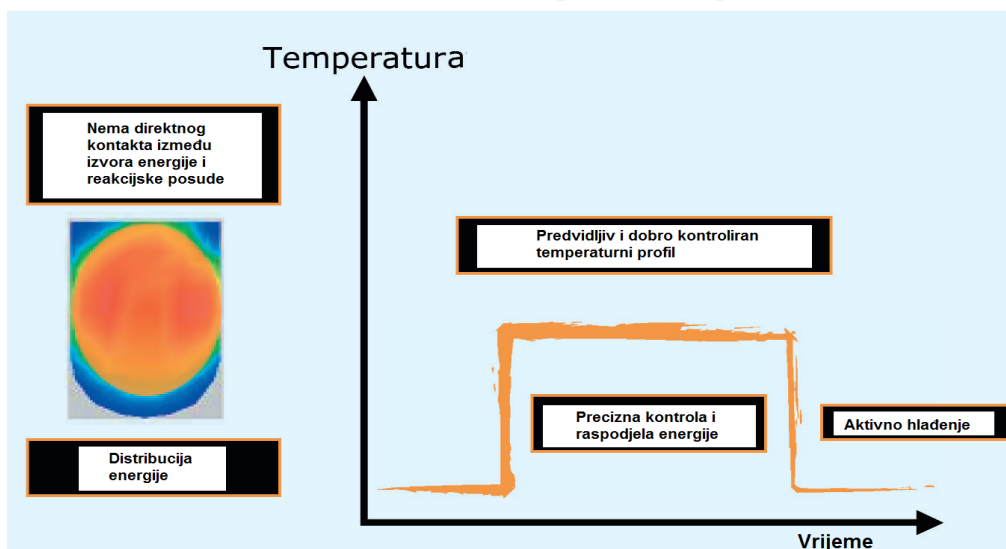 Temperatura
Nema direktnog
kontakta između
izvora energije i
reakcijske posude
Predvidljiv i dobro kontroliran
temperaturni profil
Precizna kontrola i
raspodjela energije
Aktivno hladenje
Distribucija
energije
Vrijeme